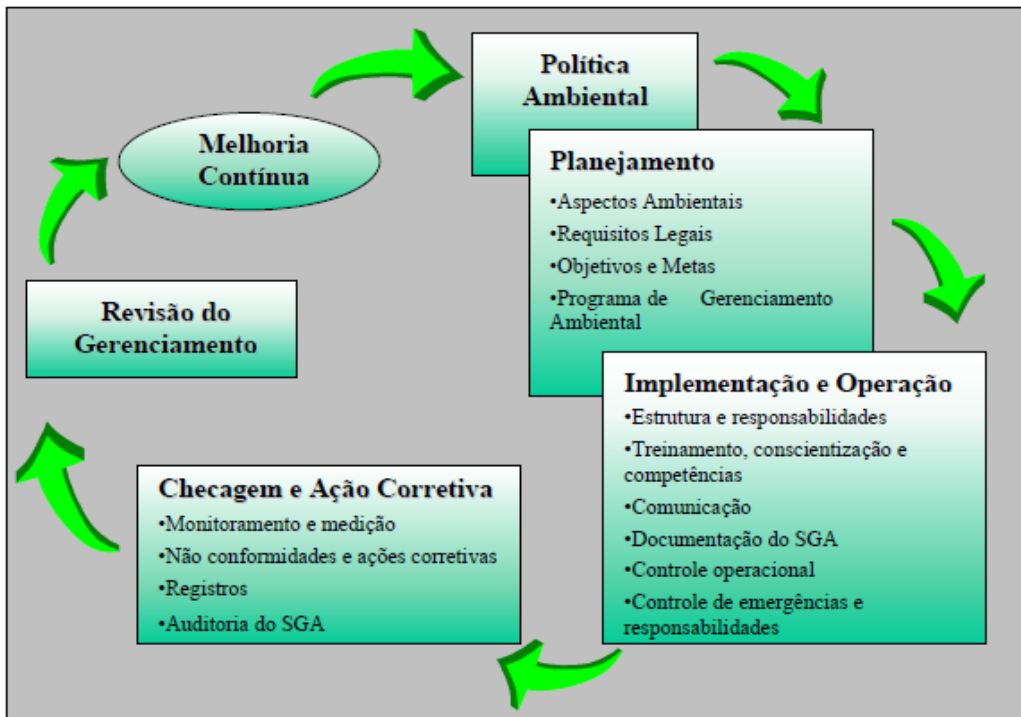 Política
Ambiental
Melhoria
Contínua
Planejamento
•Aspectos Ambientais
•Requisitos Legais
•Objetivos e Metas
•Programa de Gerenciamento
Ambiental
Revisão do
Gerenciamento
Implementação e Operação
•Estrutura e responsabilidades
•Treinamento, conscientização e
competências
•Comunicação
•Documentação do SGA
•Controle operacional
•Controle de emergências e
responsabilidades
Checagem e Ação Corretiva
•Monitoramento e medição
•Não conformidades e ações corretivas
•Registros
•Auditoria do SGA